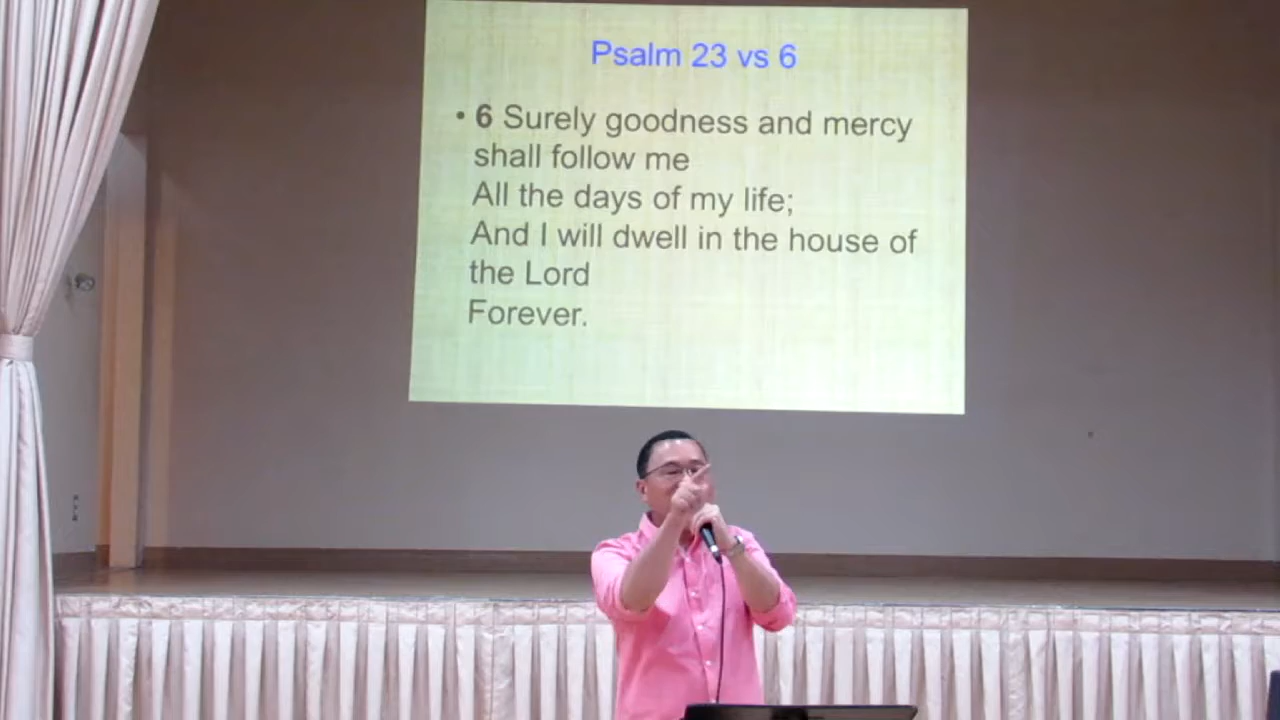 Psalm 23 vs 6
• 6 Surely goodness and mercy
shall follow me
All the days of my life;
And I will dwell in the house of
the Lord
Forever.